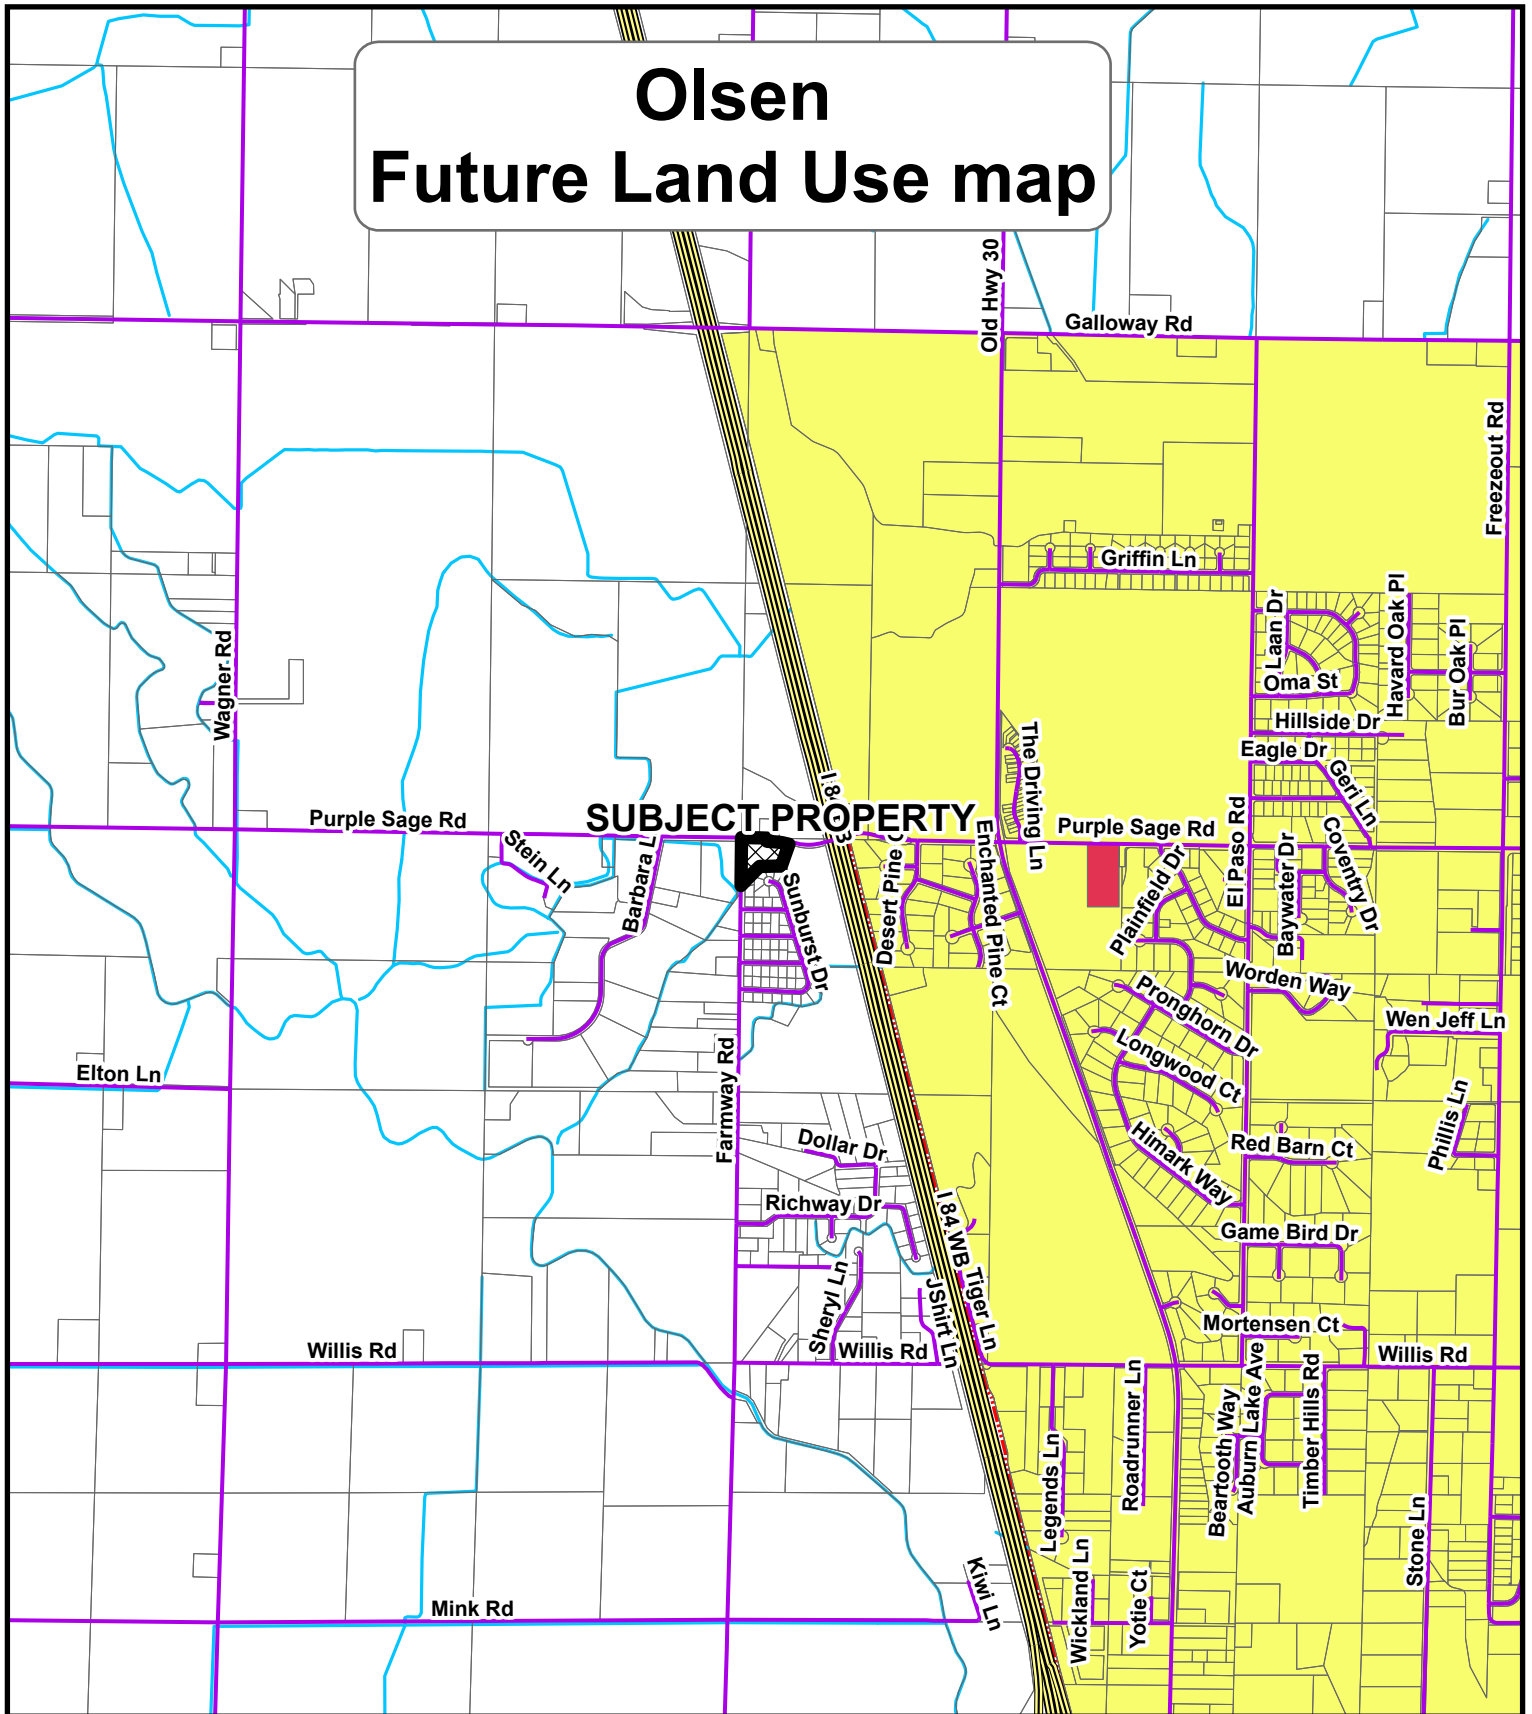 Olsen
Future Land Use map
Old Hwy 30
Galloway Rd
Freezeout Rd
Griffin Ln
Laan Dr
Havard Oak Pl
Bur Oak Pl
Oma St
Wagner Rd
Hillside Dr
The Driving Ln
Eagle Dr
Geri Ln
I 84
SUBJECT PROPERTY
Purple Sage Rd
Purple Sage Rd
El Paso Rd
Stein Ln
Barbara L
Sunburst Dr
Desert Pine
Enchanted Pine Ct
Plainfield Dr
Baywater Dr
Coventry Dr
Worden Way
Pronghorn Dr
Wen Jeff Ln
Longwood Ct
Elton Ln
Farmway Rd
Phillis Ln
Dollar Dr
Himark Way
Red Barn Ct
Richway Dr
I 84 WB
Game Bird Dr
Tiger Ln
Sheryl Ln
JShirt Ln
Mortensen Ct
Willis Rd
Willis Rd
Willis Rd
Legends Ln
Roadrunner Ln
Beartooth Way
Auburn Lake Ave
Timber Hills Rd
Stone Ln
Kiwi Ln
Wickland Ln
Yotie Ct
Mink Rd